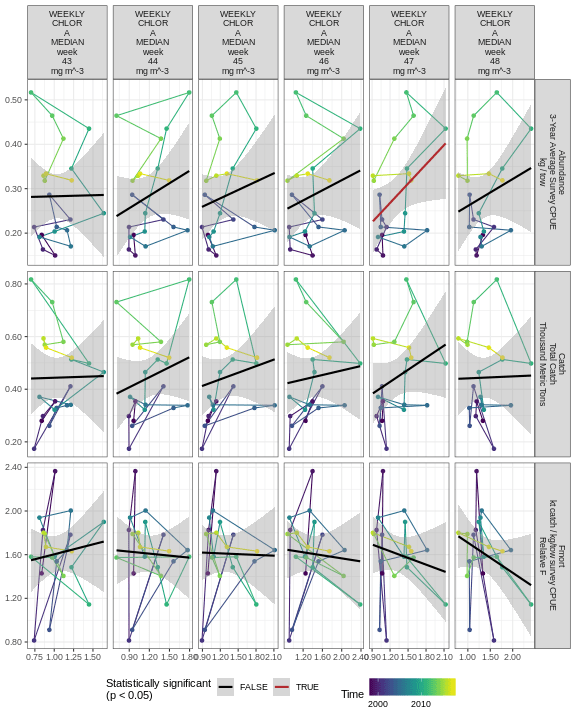 WEEKLY
CHLOR
A
MEDIAN
week
43
mg m^-3
WEEKLY
CHLOR
A
MEDIAN
week
44
mg m^-3
WEEKLY
CHLOR
A
MEDIAN
week
45
mg m^-3
WEEKLY
CHLOR
A
MEDIAN
week
46
mg m^-3
WEEKLY
CHLOR
A
MEDIAN
week
47
mg m^-3
WEEKLY
CHLOR
A
MEDIAN
week
48
mg m^-3
0.50
0.40
0.30
0.20
Abundance
3-Year Average Survey CPUE
kg / tow
0.80
0.60
0.40
0.20
Catch
Total Catch
Thousand Metric Tons
2.40
2.00
1.60
1.20
0.80
Fmort
Relative F
kt catch / kg/tow survey CPUE
0.75 1.00 1.25 1.50
0.90 1.20 1.50 1.80
0.90 1.20 1.50 1.80 2.10
1.20 1.60 2.00 2.40
0.90 1.20 1.50 1.80 2.10
1.00 1.50 2.00
Statistically significant
(p < 0.05)
FALSE
TRUE
Time
2000 2010